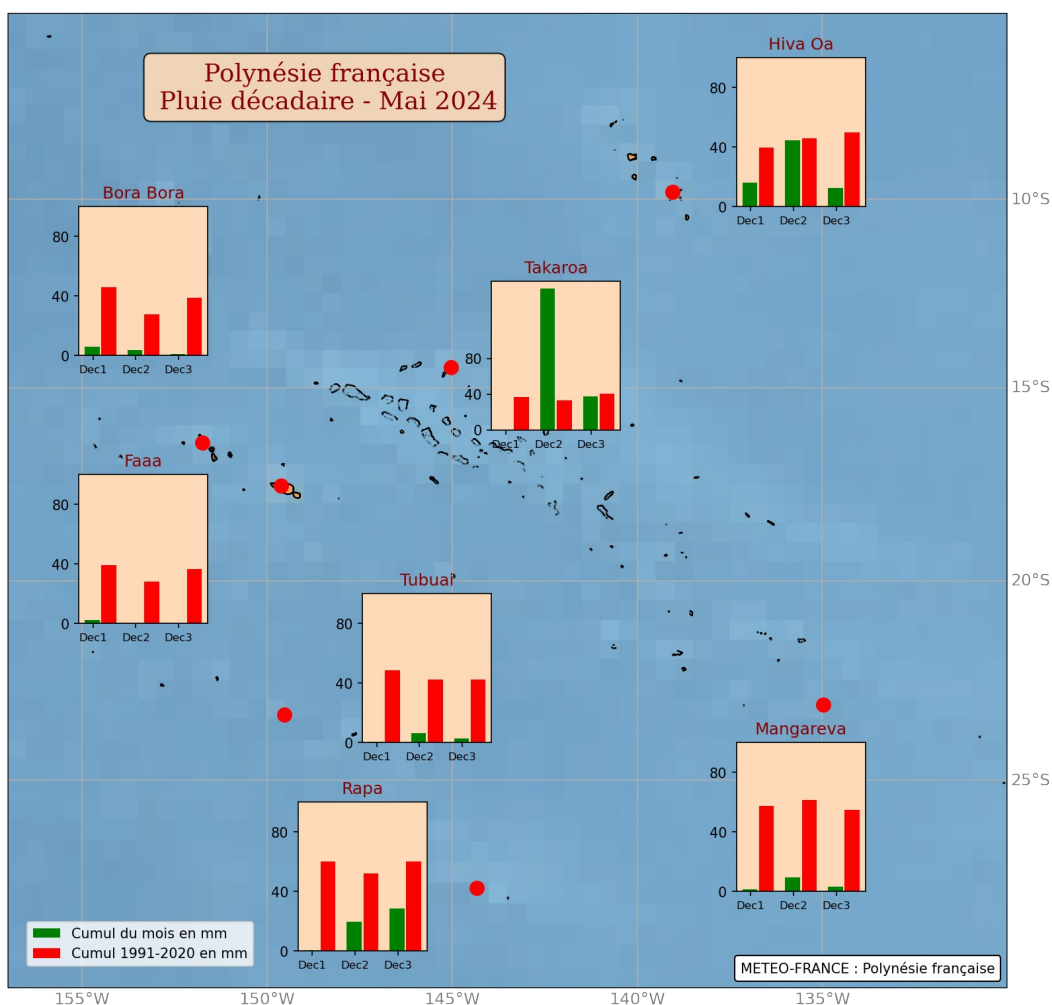 Polynésie française
Pluie décadaire - Mai 2024
Hiva Oa
80
40
0
Dec1 Dec2 Dec3
10°S
Bora Bora
80
40
0
Dec1 Dec2 Dec3
Takaroa
80
40
0
Dec1 Dec2 Dec3
15°S
Faaa
80
40
0
Dec1 Dec2 Dec3
20°S
Tubuai
80
40
0
Dec1 Dec2 Dec3
Mangareva
80
40
0
Dec1 Dec2 Dec3
25°S
Rapa
80
40
0
Dec1 Dec2 Dec3
Cumul du mois en mm
Cumul 1991-2020 en mm
METEO-FRANCE : Polynésie française
155°W 150°W 145°W 140°W 135°W